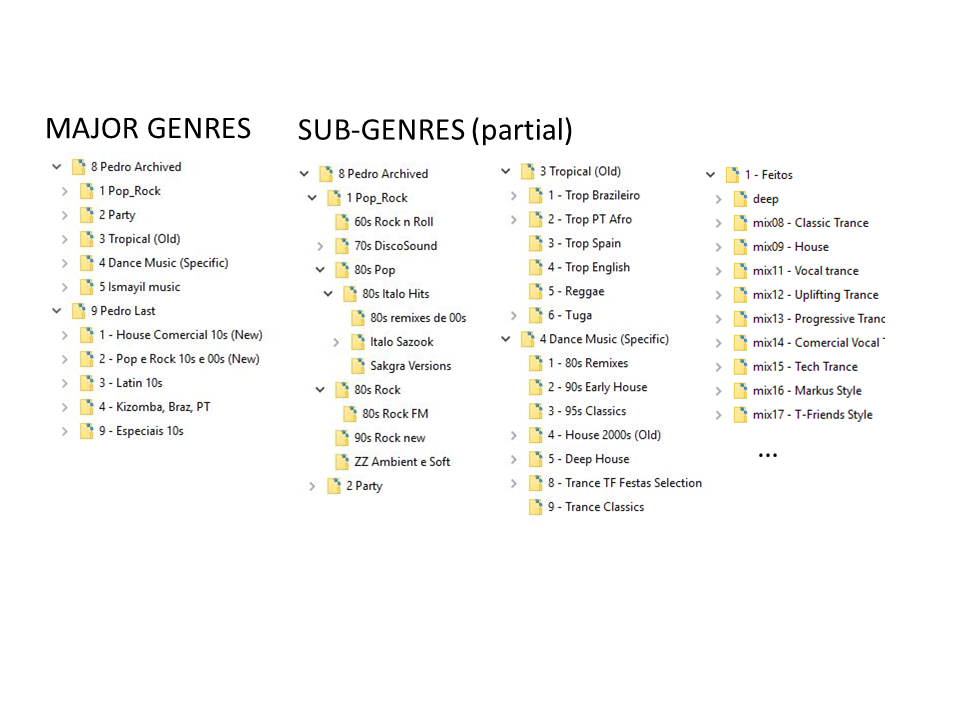 MAJOR GENRES
8 Pedro Archived
1 Pop_Rock
2 Party
3 Tropical (Old)
4 Dance Music (Specific)
5 Ismayil music
9 Pedro Last
1 - House Comercial 10s (New)
2 - Pop e Rock 10s e 00s (New)
3 - Latin 10s
4 - Kizomba, Braz, PT
9 - Especiais 10s
SUB-GENRES (partial)
8 Pedro Archived
1 Pop_Rock
60s Rock n Roll
70s DiscoSound
80s Pop
80s Italo Hits
80s remixes de 00s
Italo Sazook
Sakgra Versions
80s Rock
80s Rock FM
90s Rock new
ZZ Ambient e Soft
2 Party
3 Tropical (Old)
1 - Trop Brazileiro
2 - Trop PT Afro
3 - Trop Spain
4 - Trop English
5 - Reggae
6 - Tuga
4 Dance Music (Specific)
1 - 80s Remixes
2 - 90s Early House
3 - 95s Classics
4 - House 2000s (Old)
5 - Deep House
8 - Trance TF Festas Selection
9 - Trance Classics
1 - Feitos
deep
mix08 - Classic Trance
mix09 - House
mix11 - Vocal trance
mix12 - Uplifting Trance
mix13 - Progressive Tranc
mix14 - Comercial Vocal T
mix15 - Tech Trance
mix16 - Markus Style
mix17 - T-Friends Style
...